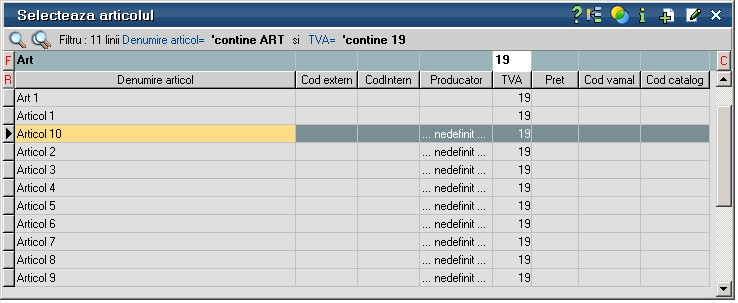 Selecteaza articolul
Filtru : 11 linii Denumire articol= 'contine ART si TVA= 'contine 19
F Art 19 C
R Denumire articol Cod extern CodIntern Producator TVA Pret Cod vamal Cod catalog
Art 1 19
Articol 1 19
Articol 10 ... nedefinit ... 19
Articol 2 ... nedefinit ... 19
Articol 3 ... nedefinit ... 19
Articol 4 ... nedefinit ... 19
Articol 5 ... nedefinit ... 19
Articol 6 ... nedefinit ... 19
Articol 7 ... nedefinit ... 19
Articol 8 ... nedefinit ... 19
Articol 9 ... nedefinit ... 19